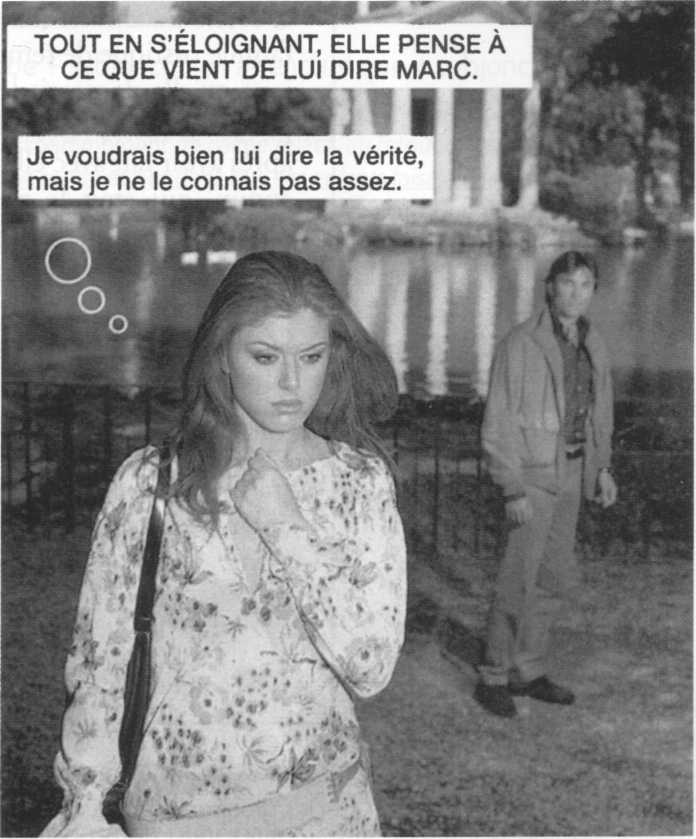 TOUT EN S'ÉLOIGNANT, ELLE PENSE À
CE QUE VIENT DE LUI DIRE MARC.
Je voudrais bien lui dire la vérité,
mais je ne le connais pas assez.